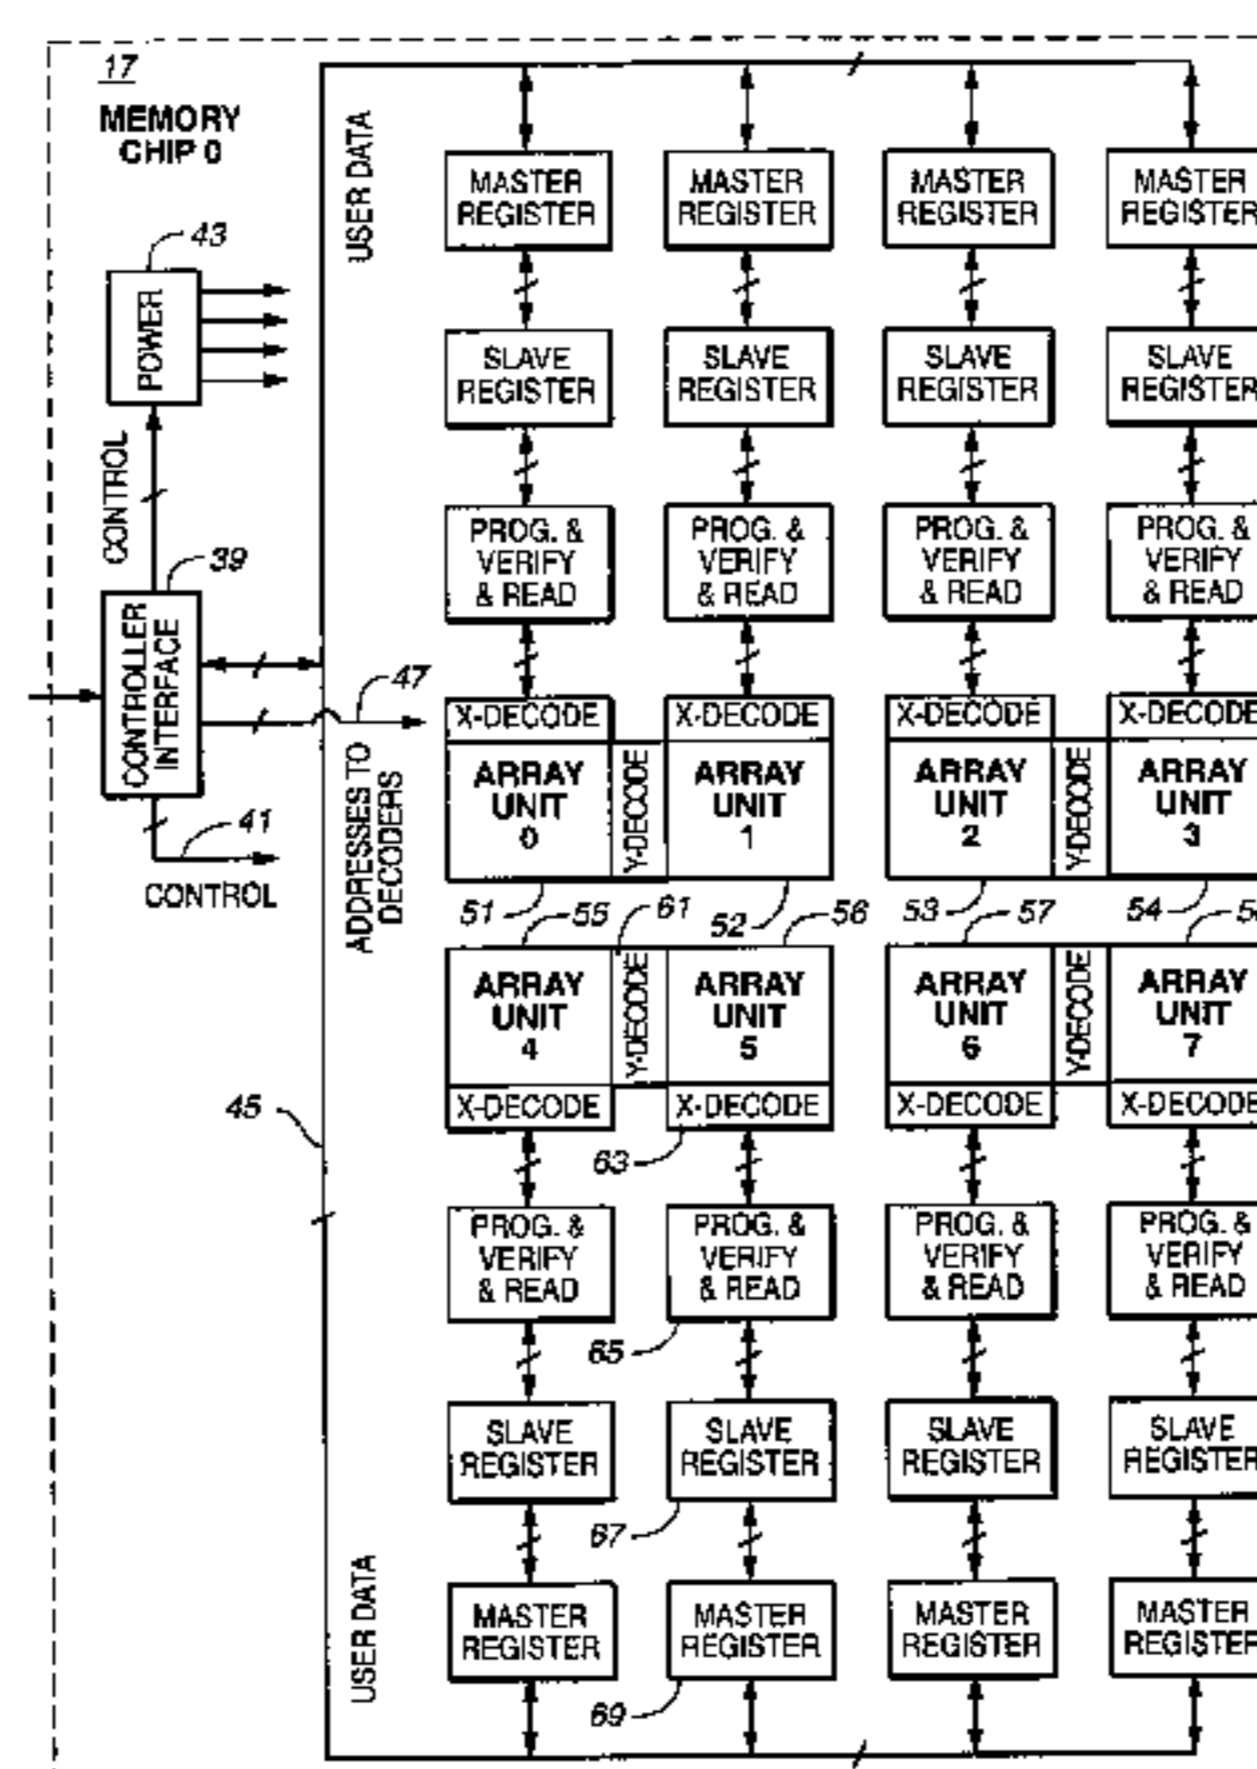 17
MEMORY
CHIP 0
43
POWER
CONTROL
39
CONTROLLER
INTERFACE
41
CONTROL
47
ADDRESSES TO
DECODERS
45
USER DATA
USER DATA
MASTER REGISTER
MASTER REGISTER
MASTER REGISTER
MASTER REGISTER
SLAVE REGISTER
SLAVE REGISTER
SLAVE REGISTER
SLAVE REGISTER
PROG. & VERIFY & READ
PROG. & VERIFY & READ
PROG. & VERIFY & READ
PROG. & VERIFY & READ
X-DECODE
X-DECODE
X-DECODE
X-DECODE
ARRAY UNIT 0
Y-DECODE
ARRAY UNIT 1
ARRAY UNIT 2
Y-DECODE
ARRAY UNIT 3
51
55
61
52
56
53
57
54
ARRAY UNIT 4
Y-DECODE
ARRAY UNIT 5
ARRAY UNIT 6
Y-DECODE
ARRAY UNIT 7
X-DECODE
X-DECODE
X-DECODE
X-DECODE
63
PROG. & VERIFY & READ
PROG. & VERIFY & READ
PROG. & VERIFY & READ
PROG. & VERIFY & READ
65
SLAVE REGISTER
SLAVE REGISTER
SLAVE REGISTER
SLAVE REGISTER
67
MASTER REGISTER
MASTER REGISTER
MASTER REGISTER
MASTER REGISTER
69